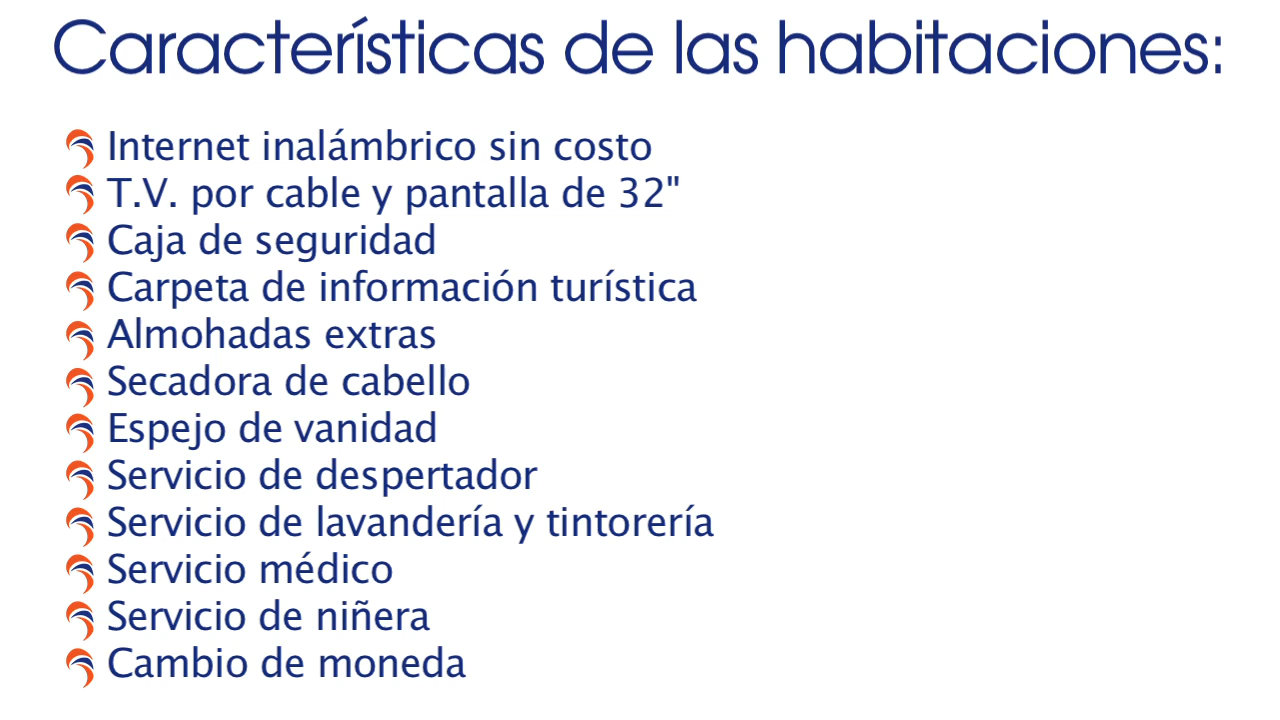 Características de las habitaciones:
Internet inalámbrico sin costo
T.V. por cable y pantalla de 32"
Caja de seguridad
Carpeta de información turística
Almohadas extras
Secadora de cabello
Espejo de vanidad
Servicio de despertador
Servicio de lavandería y tintorería
Servicio médico
Servicio de niñera
Cambio de moneda